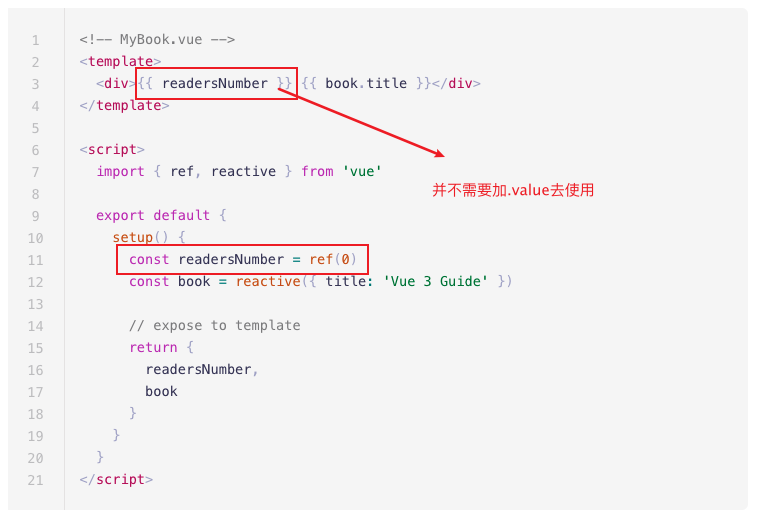 1 <!-- MyBook.vue -->
2 <template>
3   <div>{{ readersNumber }} {{ book.title }}</div>
4 </template>
5
6 <script>
7   import { ref, reactive } from 'vue'
并不需要加.value去使用
8
9   export default {
10     setup() {
11       const readersNumber = ref(0)
12       const book = reactive({ title: 'Vue 3 Guide' })
13
14       // expose to template
15       return {
16         readersNumber,
17         book
18       }
19     }
20   }
21 </script>